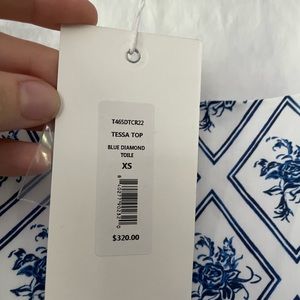 T465DTCR22
TESSA TOP
BLUE DIAMOND
TOILE
XS
$320.00